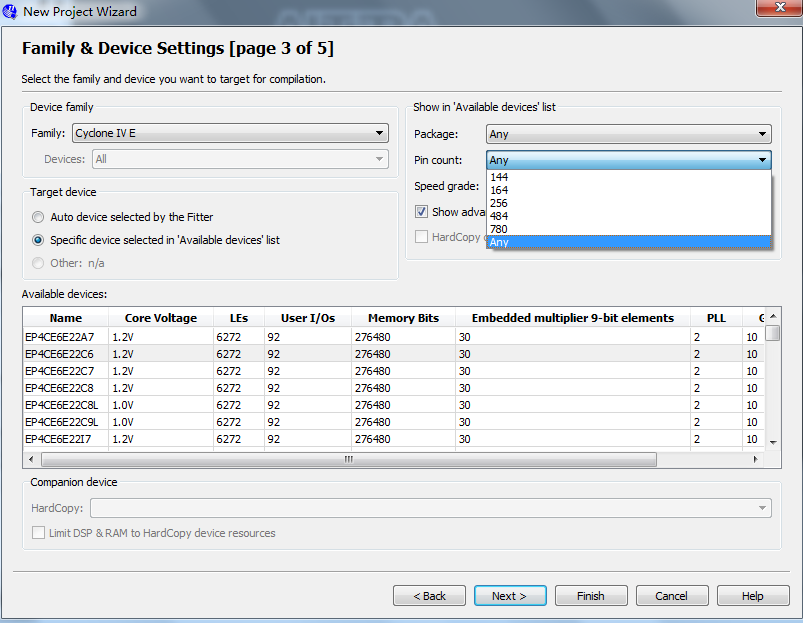 New Project Wizard
Family & Device Settings [page 3 of 5]
Select the family and device you want to target for compilation.
Device family
Family: Cyclone IV E
Devices: All
Target device
Auto device selected by the Fitter
Specific device selected in 'Available devices' list
Other: n/a
Show in 'Available devices' list
Package: Any
Pin count: Any
144
164
256
484
780
Any
Speed grade:
Show adva
HardCopy
Available devices:
Name Core Voltage LEs User I/Os Memory Bits Embedded multiplier 9-bit elements PLL G
EP4CE6E22A7 1.2V 6272 92 276480 30 2 10
EP4CE6E22C6 1.2V 6272 92 276480 30 2 10
EP4CE6E22C7 1.2V 6272 92 276480 30 2 10
EP4CE6E22C8 1.2V 6272 92 276480 30 2 10
EP4CE6E22C8L 1.0V 6272 92 276480 30 2 10
EP4CE6E22C9L 1.0V 6272 92 276480 30 2 10
EP4CE6E22I7 1.2V 6272 92 276480 30 2 10
Companion device
HardCopy:
Limit DSP & RAM to HardCopy device resources
< Back
Next >
Finish
Cancel
Help